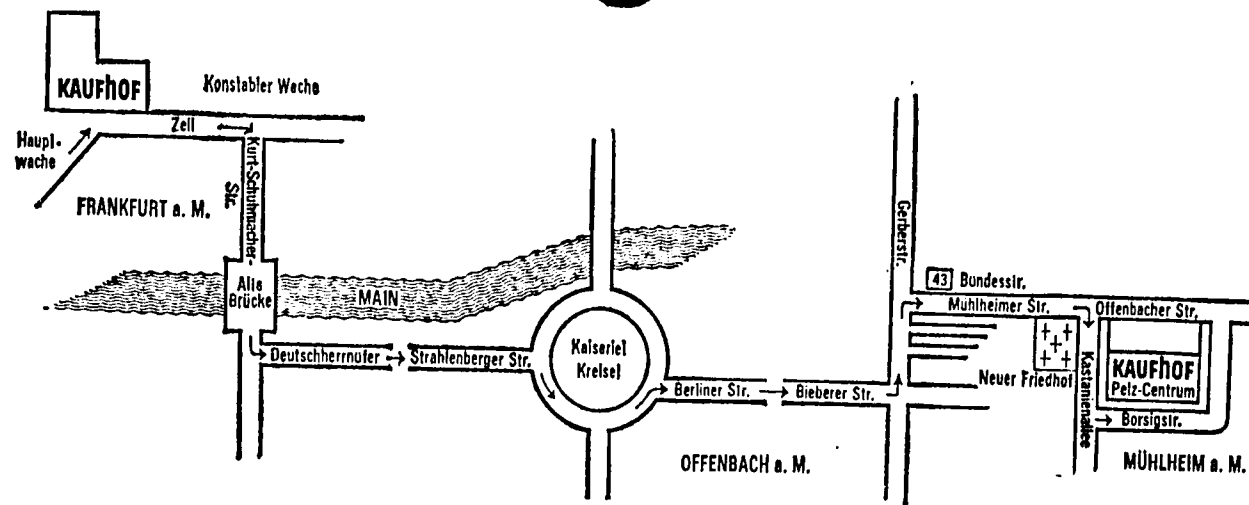 KAUFHOF
Konstabler Wache
Zeil
Haupt-
wache
Kurt-Schuhmacher-
Str.
FRANKFURT a. M.
Alte
Brücke
MAIN
Deutschherrnufer
Strahlenberger Str.
Kaiserlei
Kreisel
Berliner Str.
Bieberer Str.
OFFENBACH a. M.
Gerberstr.
43 Bundesstr.
Mühlheimer Str.
Offenbacher Str.
Neuer Friedhof
Kastanienallee
KAUFHOF
Pelz-Centrum
Borsigstr.
MÜHLHEIM a. M.